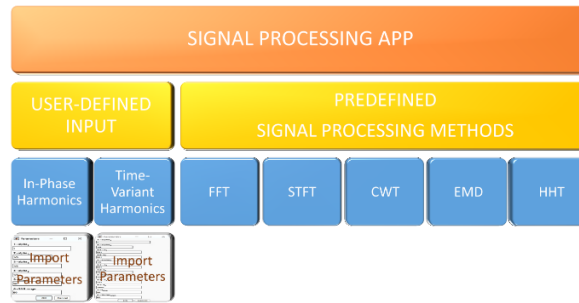 SIGNAL PROCESSING APP
USER-DEFINED
INPUT
PREDEFINED
SIGNAL PROCESSING METHODS
In-Phase
Harmonics
Time-
Variant
Harmonics
FFT
STFT
CWT
EMD
HHT
Import
Parameters
Import
Parameters